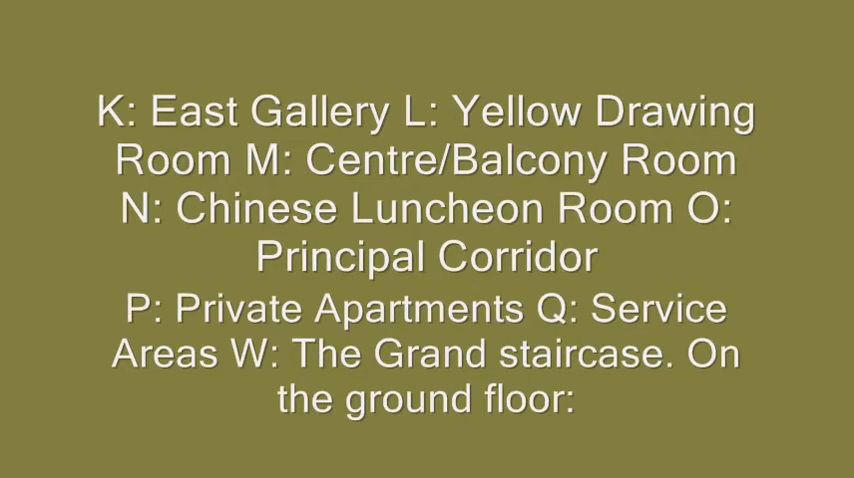 K: East Gallery L: Yellow Drawing
Room M: Centre/Balcony Room
N: Chinese Luncheon Room O:
Principal Corridor
P: Private Apartments Q: Service
Areas W: The Grand staircase. On
the ground floor: